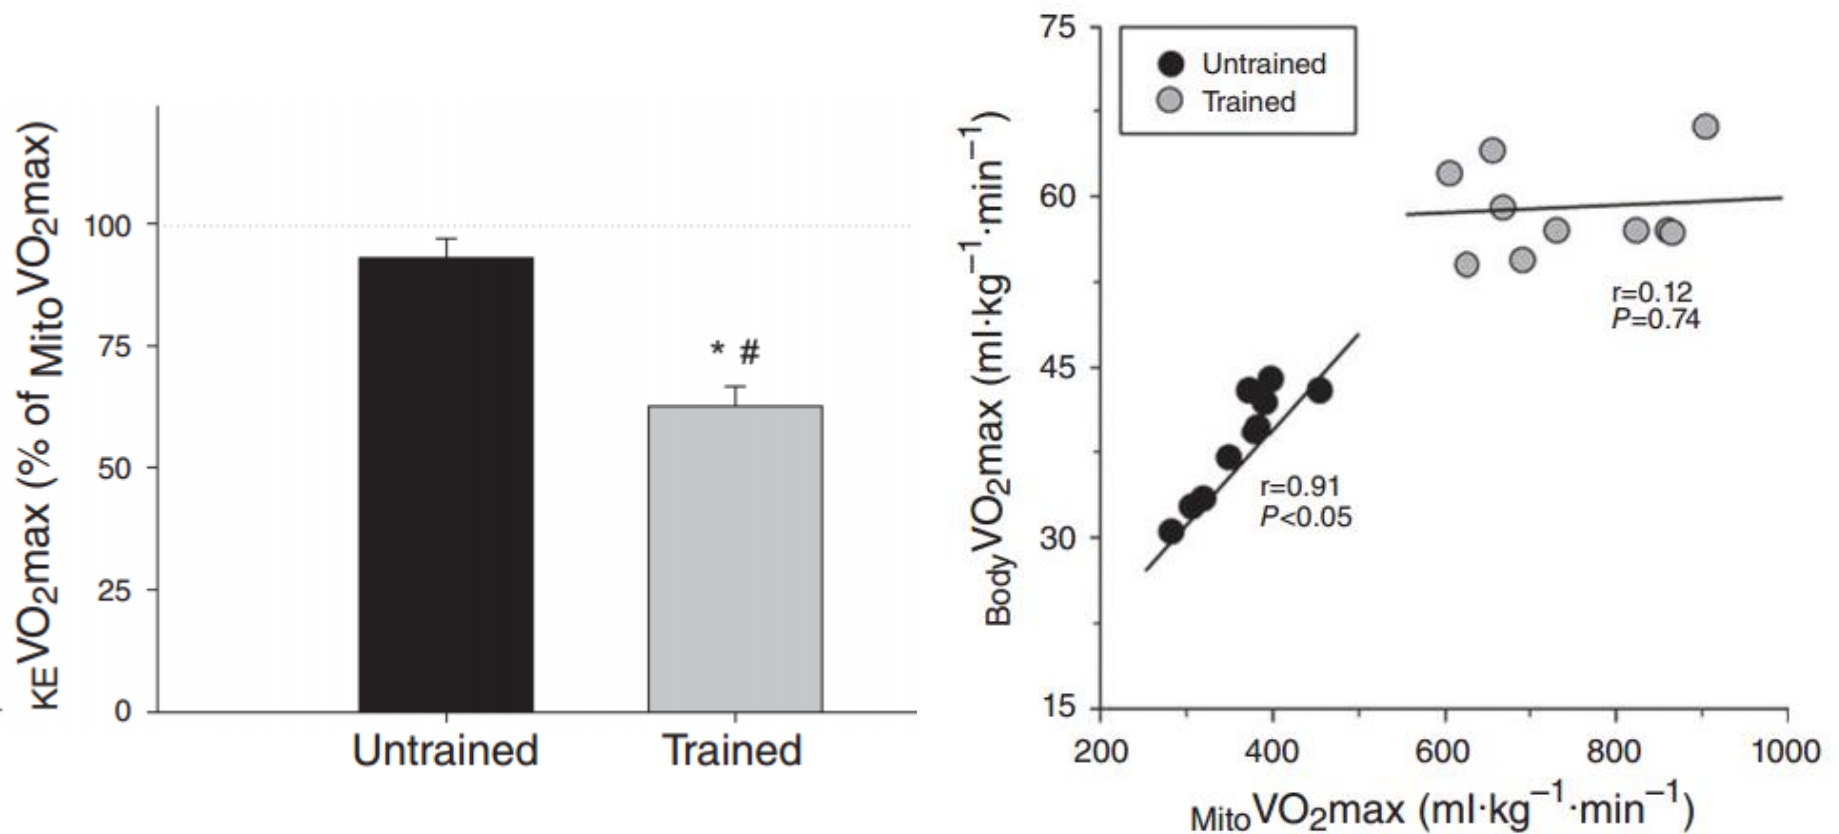 KEVO2max (% of MitoVO2max)
100
75
50
25
0
* #
Untrained
Trained
BodyVO2max (ml·kg−1·min−1)
75
60
45
30
15
Untrained
Trained
r=0.12
P=0.74
r=0.91
P<0.05
200 400 600 800 1000
MitoVO2max (ml·kg−1·min−1)